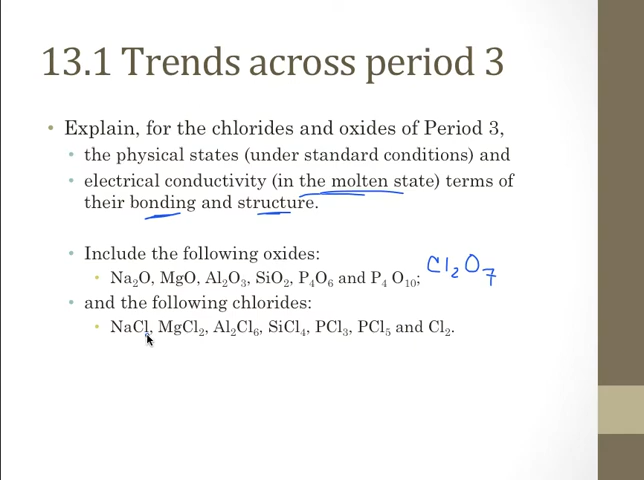 13.1 Trends across period 3
• Explain, for the chlorides and oxides of Period 3,
• the physical states (under standard conditions) and
• electrical conductivity (in the molten state) terms of
their bonding and structure.
• Include the following oxides:
Cl₂O₇
• Na₂O, MgO, Al₂O₃, SiO₂, P₄O₆ and P₄ O₁₀;
• and the following chlorides:
• NaCl, MgCl₂, Al₂Cl₆, SiCl₄, PCl₃, PCl₅ and Cl₂.